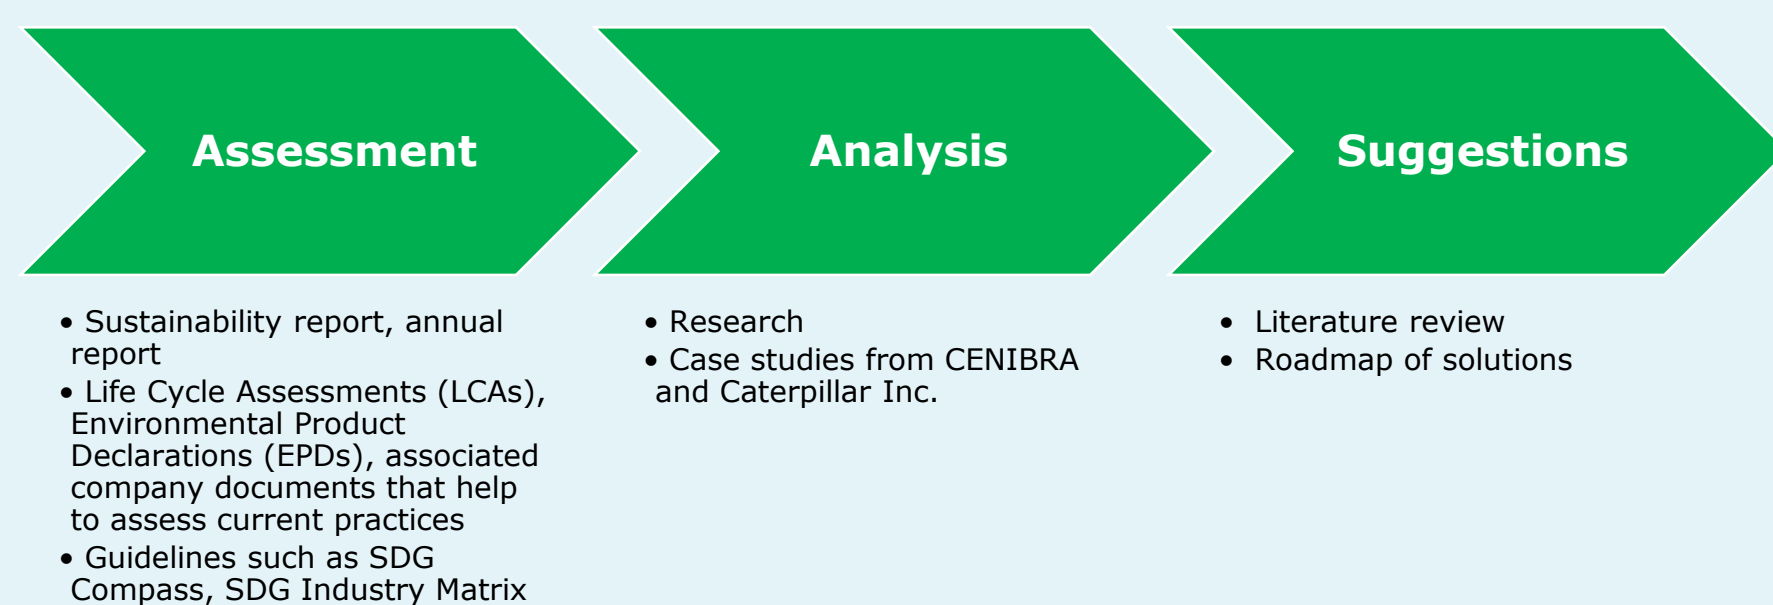 Assessment
• Sustainability report, annual
report
• Life Cycle Assessments (LCAs),
Environmental Product
Declarations (EPDs), associated
company documents that help
to assess current practices
• Guidelines such as SDG
Compass, SDG Industry Matrix
Analysis
• Research
• Case studies from CENIBRA
and Caterpillar Inc.
Suggestions
• Literature review
• Roadmap of solutions